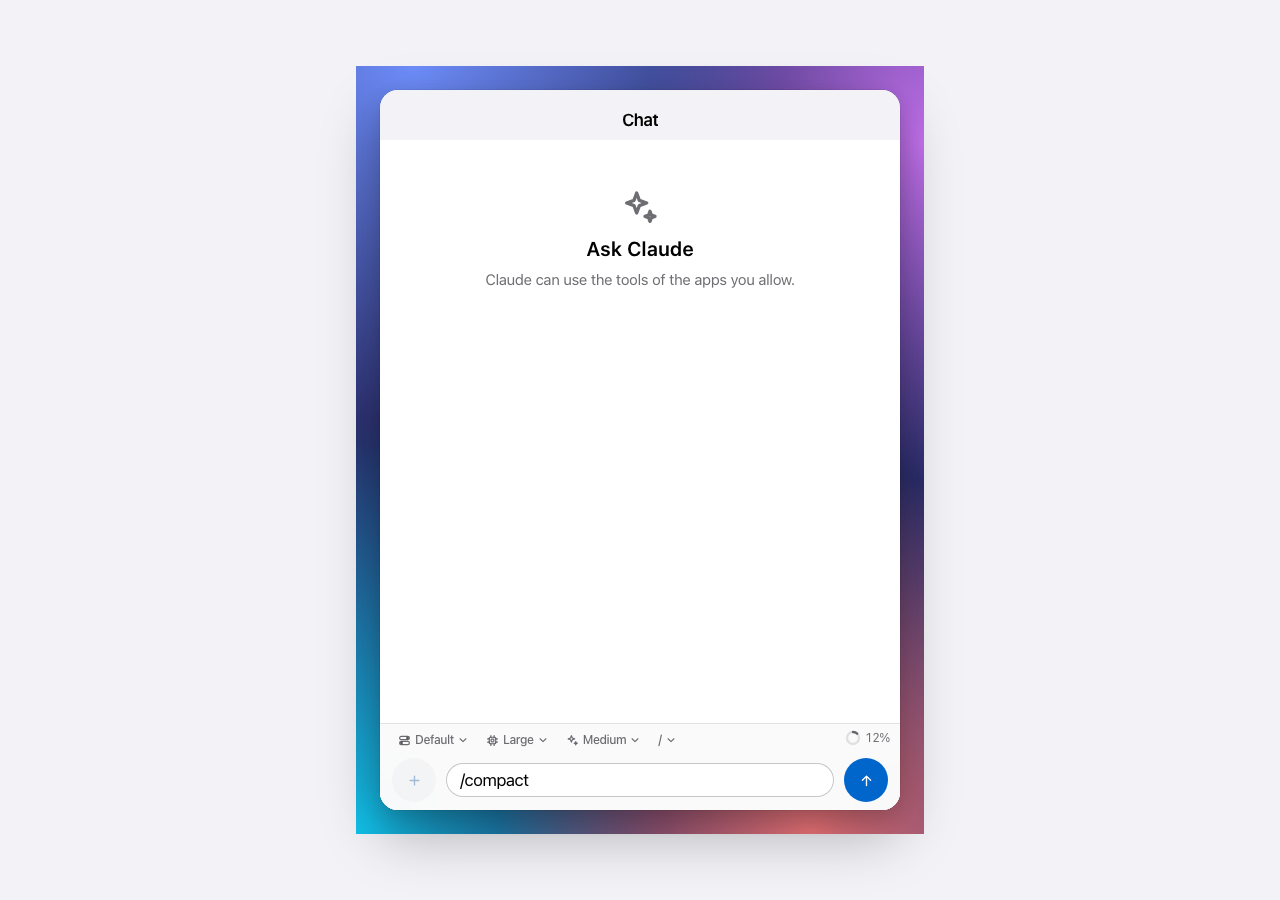 Chat
Ask Claude
Claude can use the tools of the apps you allow.
Default Large Medium / 12%
/compact